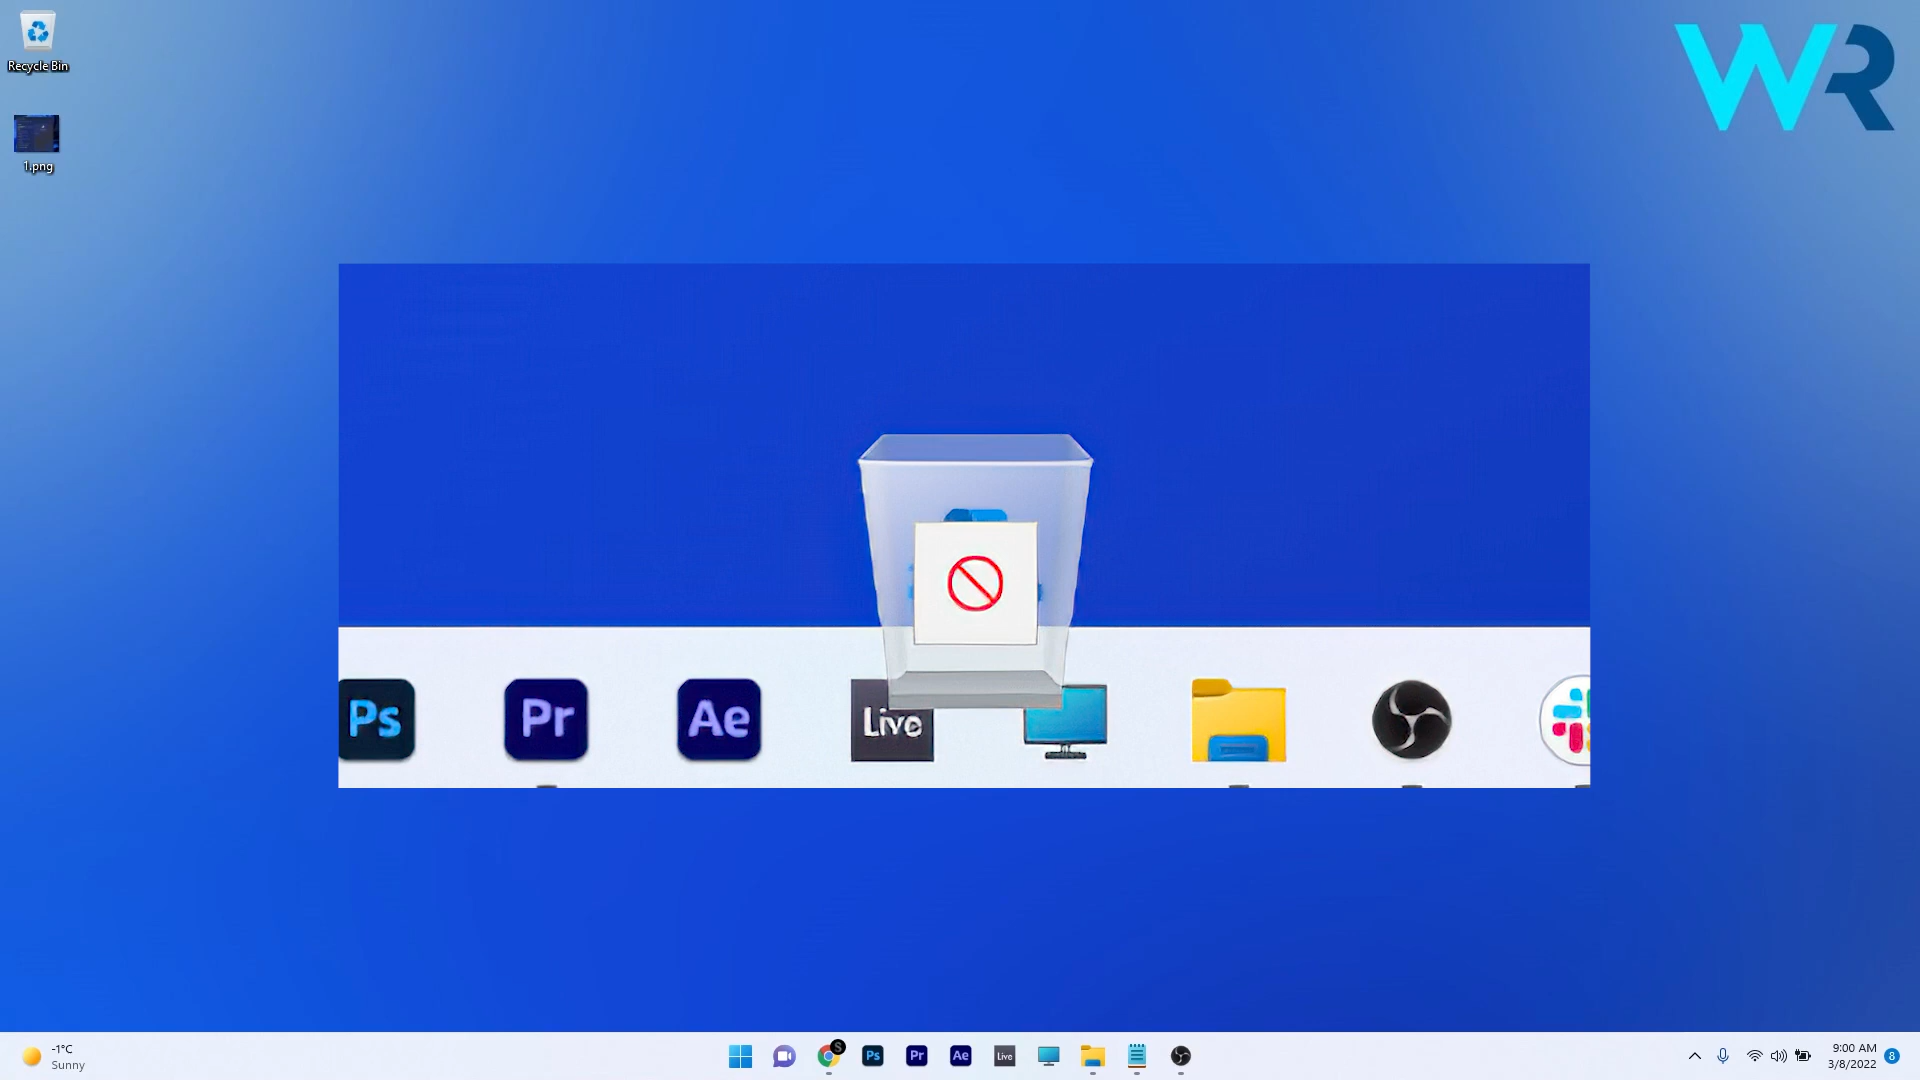 Recycle Bin
WR
1.png
Ps
Pr
Ae
Live
-1°C
Sunny
S
Ps
Pr
Ae
Live
9:00 AM
3/8/2022
8